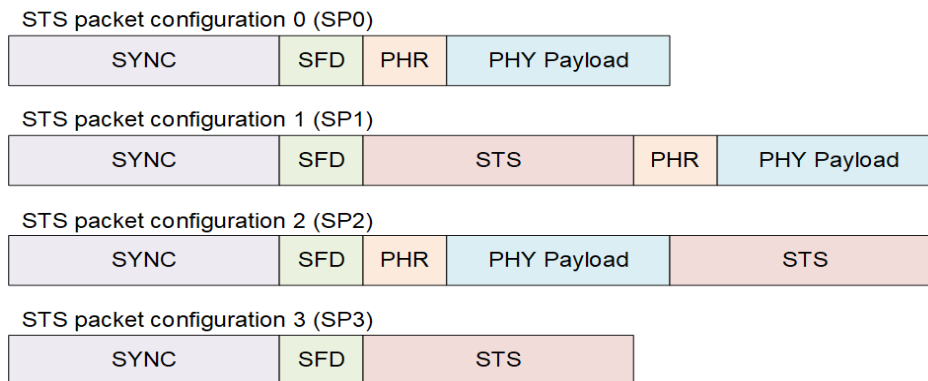 STS packet configuration 0 (SP0)
SYNC SFD PHR PHY Payload
STS packet configuration 1 (SP1)
SYNC SFD STS PHR PHY Payload
STS packet configuration 2 (SP2)
SYNC SFD PHR PHY Payload STS
STS packet configuration 3 (SP3)
SYNC SFD STS